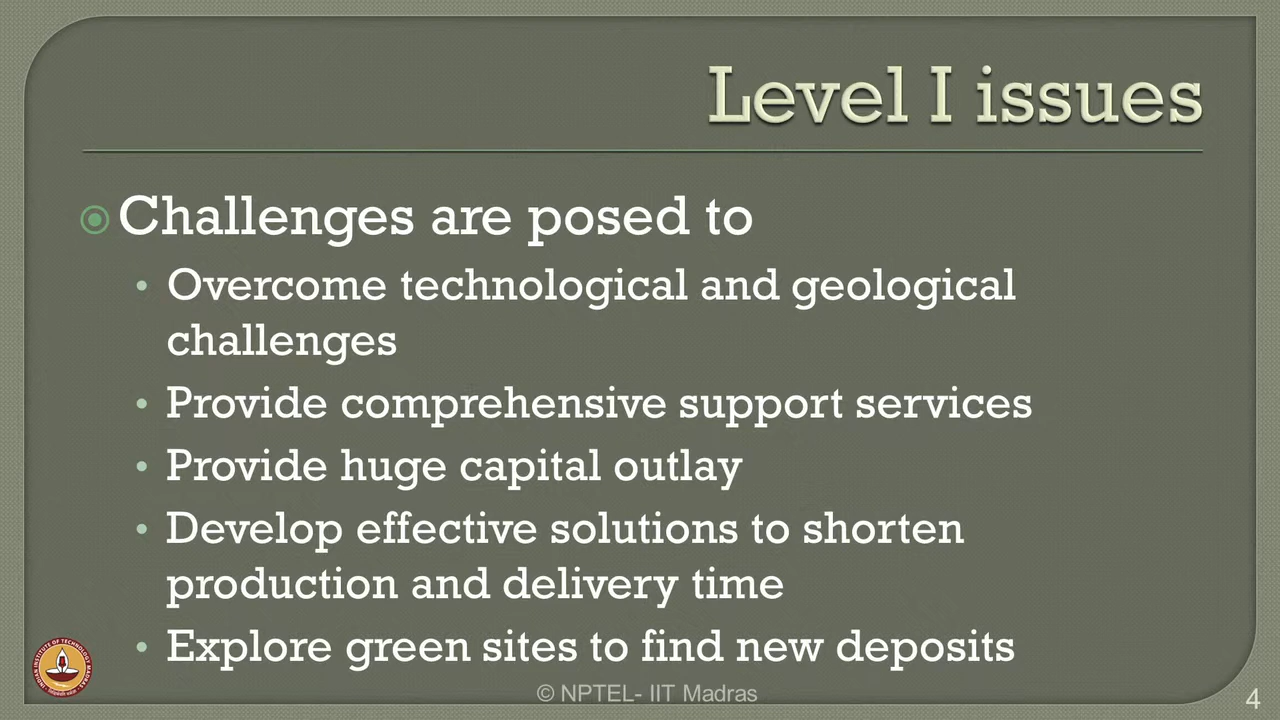 Level I issues
Challenges are posed to
• Overcome technological and geological
challenges
• Provide comprehensive support services
• Provide huge capital outlay
• Develop effective solutions to shorten
production and delivery time
• Explore green sites to find new deposits
© NPTEL- IIT Madras
4